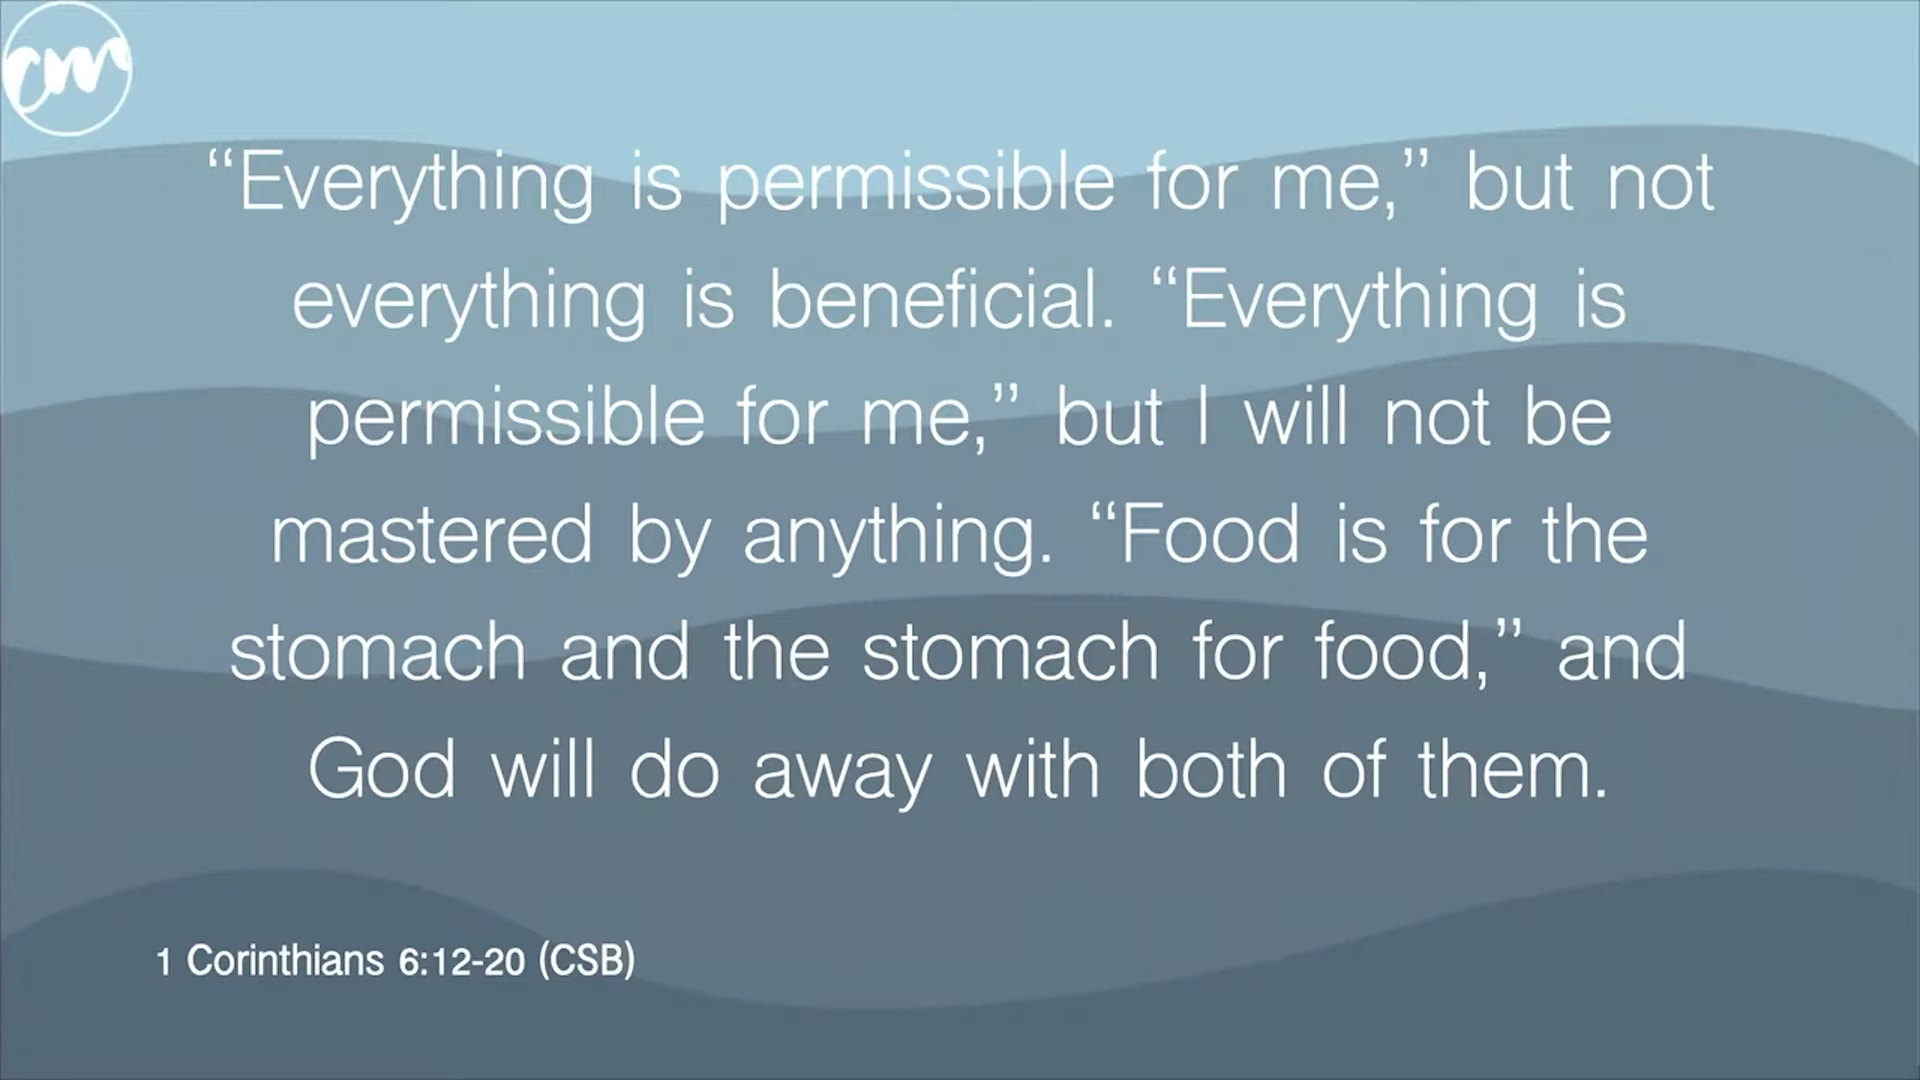 cm
“Everything is permissible for me,” but not
everything is beneficial. “Everything is
permissible for me,” but I will not be
mastered by anything. “Food is for the
stomach and the stomach for food,” and
God will do away with both of them.
1 Corinthians 6:12-20 (CSB)